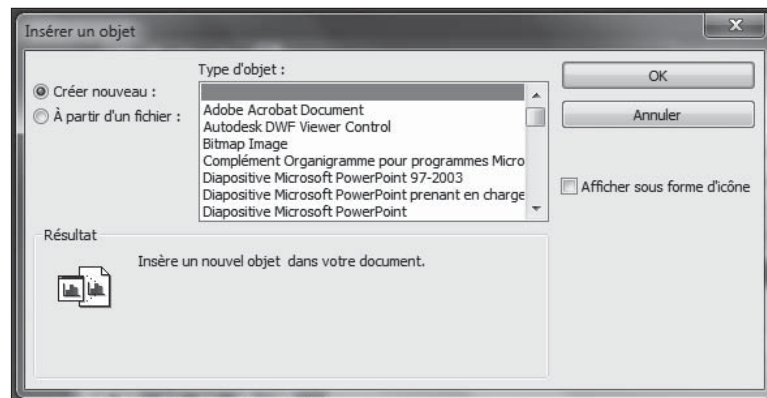 Insérer un objet
Type d'objet :
Créer nouveau :
À partir d'un fichier :
Adobe Acrobat Document
Autodesk DWF Viewer Control
Bitmap Image
Complément Organigramme pour programmes Micro
Diapositive Microsoft PowerPoint 97-2003
Diapositive Microsoft PowerPoint prenant en charge
Diapositive Microsoft PowerPoint
OK
Annuler
Afficher sous forme d'icône
Résultat
Insère un nouvel objet dans votre document.